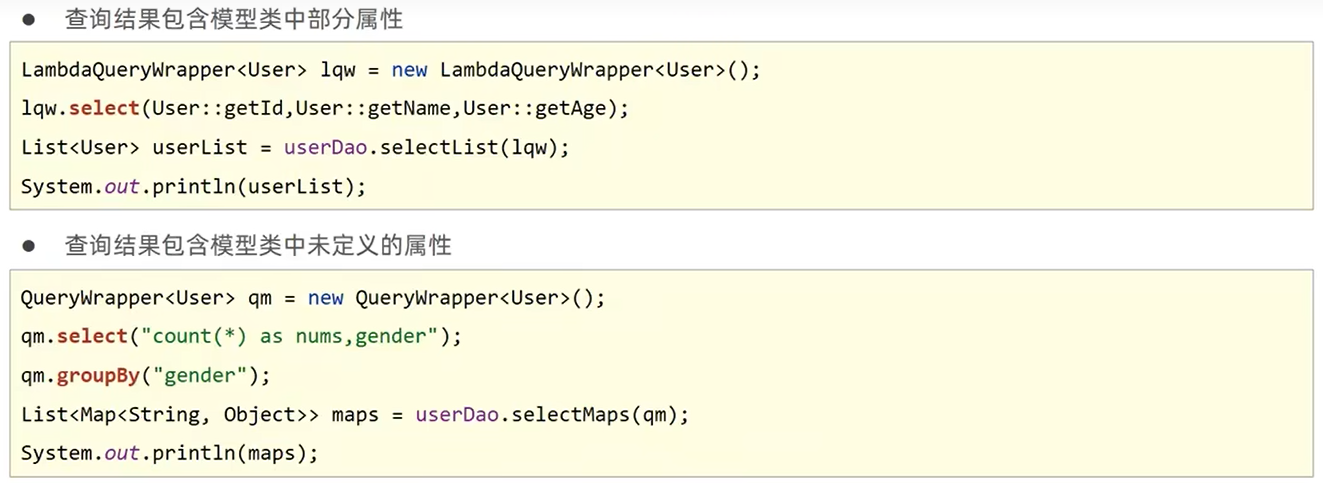 ● 查询结果包含模型类中部分属性
LambdaQueryWrapper<User> lqw = new LambdaQueryWrapper<User>();
lqw.select(User::getId,User::getName,User::getAge);
List<User> userList = userDao.selectList(lqw);
System.out.println(userList);
● 查询结果包含模型类中未定义的属性
QueryWrapper<User> qm = new QueryWrapper<User>();
qm.select("count(*) as nums,gender");
qm.groupBy("gender");
List<Map<String, Object>> maps = userDao.selectMaps(qm);
System.out.println(maps);